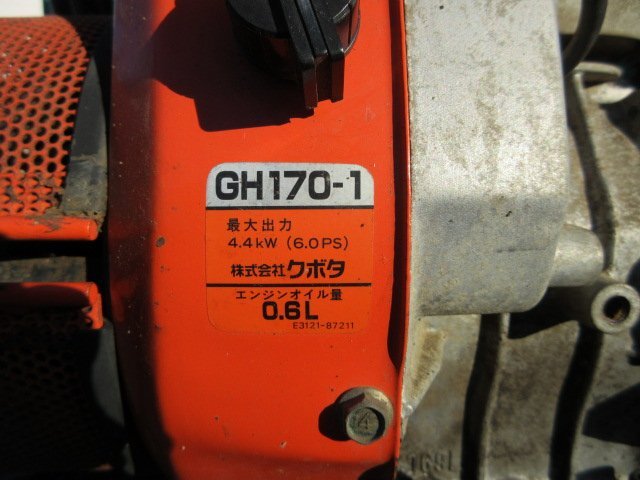 GH170-1
最大出力
4.4kW (6.0PS)
株式会社クボタ
エンジンオイル量
0.6L
E3121-87211
4